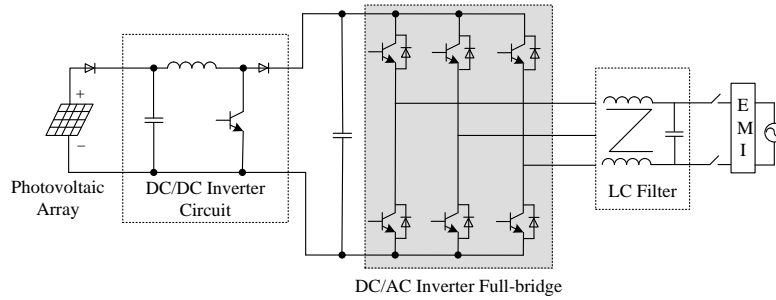 +
−
Photovoltaic
Array
DC/DC Inverter
Circuit
DC/AC Inverter Full-bridge
LC Filter
E
M
I